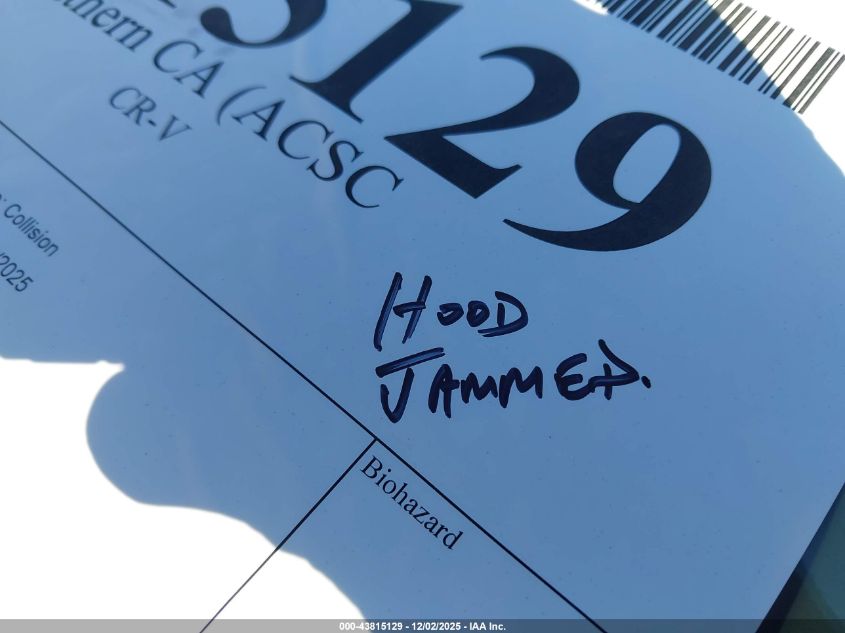 5129
thern CA (ACSC
CR-V
: Collision
/2025
HOOD
JAMMED.
Biohazard
000-43815129 - 12/02/2025 - IAA Inc.